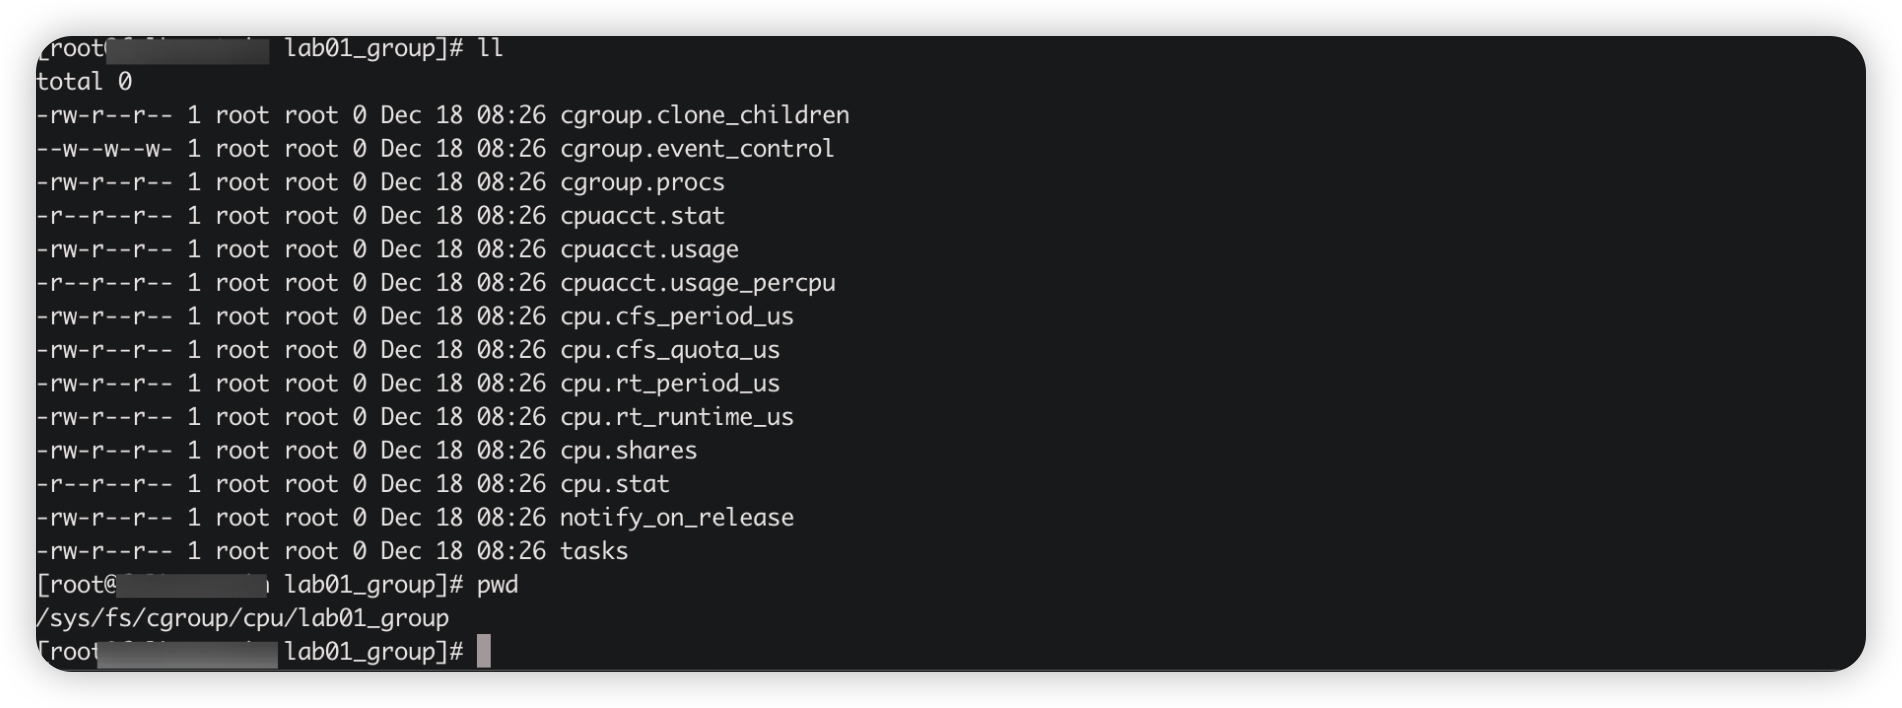 [root lab01_group]# ll
total 0
-rw-r--r-- 1 root root 0 Dec 18 08:26 cgroup.clone_children
--w--w--w- 1 root root 0 Dec 18 08:26 cgroup.event_control
-rw-r--r-- 1 root root 0 Dec 18 08:26 cgroup.procs
-r--r--r-- 1 root root 0 Dec 18 08:26 cpuacct.stat
-rw-r--r-- 1 root root 0 Dec 18 08:26 cpuacct.usage
-r--r--r-- 1 root root 0 Dec 18 08:26 cpuacct.usage_percpu
-rw-r--r-- 1 root root 0 Dec 18 08:26 cpu.cfs_period_us
-rw-r--r-- 1 root root 0 Dec 18 08:26 cpu.cfs_quota_us
-rw-r--r-- 1 root root 0 Dec 18 08:26 cpu.rt_period_us
-rw-r--r-- 1 root root 0 Dec 18 08:26 cpu.rt_runtime_us
-rw-r--r-- 1 root root 0 Dec 18 08:26 cpu.shares
-r--r--r-- 1 root root 0 Dec 18 08:26 cpu.stat
-rw-r--r-- 1 root root 0 Dec 18 08:26 notify_on_release
-rw-r--r-- 1 root root 0 Dec 18 08:26 tasks
[root@ lab01_group]# pwd
/sys/fs/cgroup/cpu/lab01_group
[root lab01_group]#